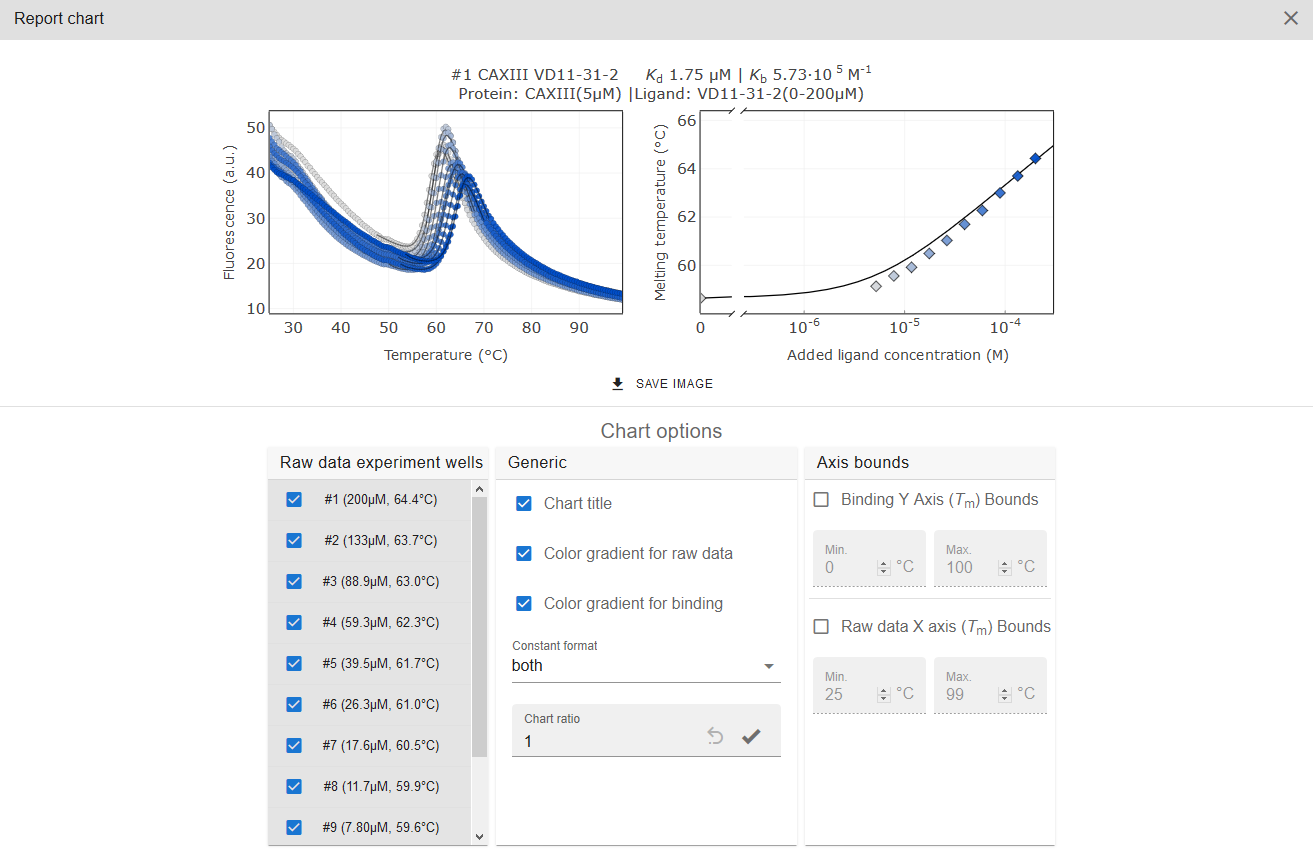 Report chart
#1 CAXIII VD11-31-2 Kd 1.75 µM | Kb 5.73·10 5 M-1
Protein: CAXIII(5µM) |Ligand: VD11-31-2(0-200µM)
Fluorescence (a.u.)
50
40
30
20
10
30 40 50 60 70 80 90
Temperature (°C)
Melting temperature (°C)
66
64
62
60
0 10-6 10-5 10-4
Added ligand concentration (M)
SAVE IMAGE
Chart options
Raw data experiment wells
#1 (200µM, 64.4°C)
#2 (133µM, 63.7°C)
#3 (88.9µM, 63.0°C)
#4 (59.3µM, 62.3°C)
#5 (39.5µM, 61.7°C)
#6 (26.3µM, 61.0°C)
#7 (17.6µM, 60.5°C)
#8 (11.7µM, 59.9°C)
#9 (7.80µM, 59.6°C)
Generic
Chart title
Color gradient for raw data
Color gradient for binding
Constant format
both
Chart ratio
1
Axis bounds
Binding Y Axis (Tm) Bounds
Min. Max.
0 °C 100 °C
Raw data X axis (Tm) Bounds
Min. Max.
25 °C 99 °C